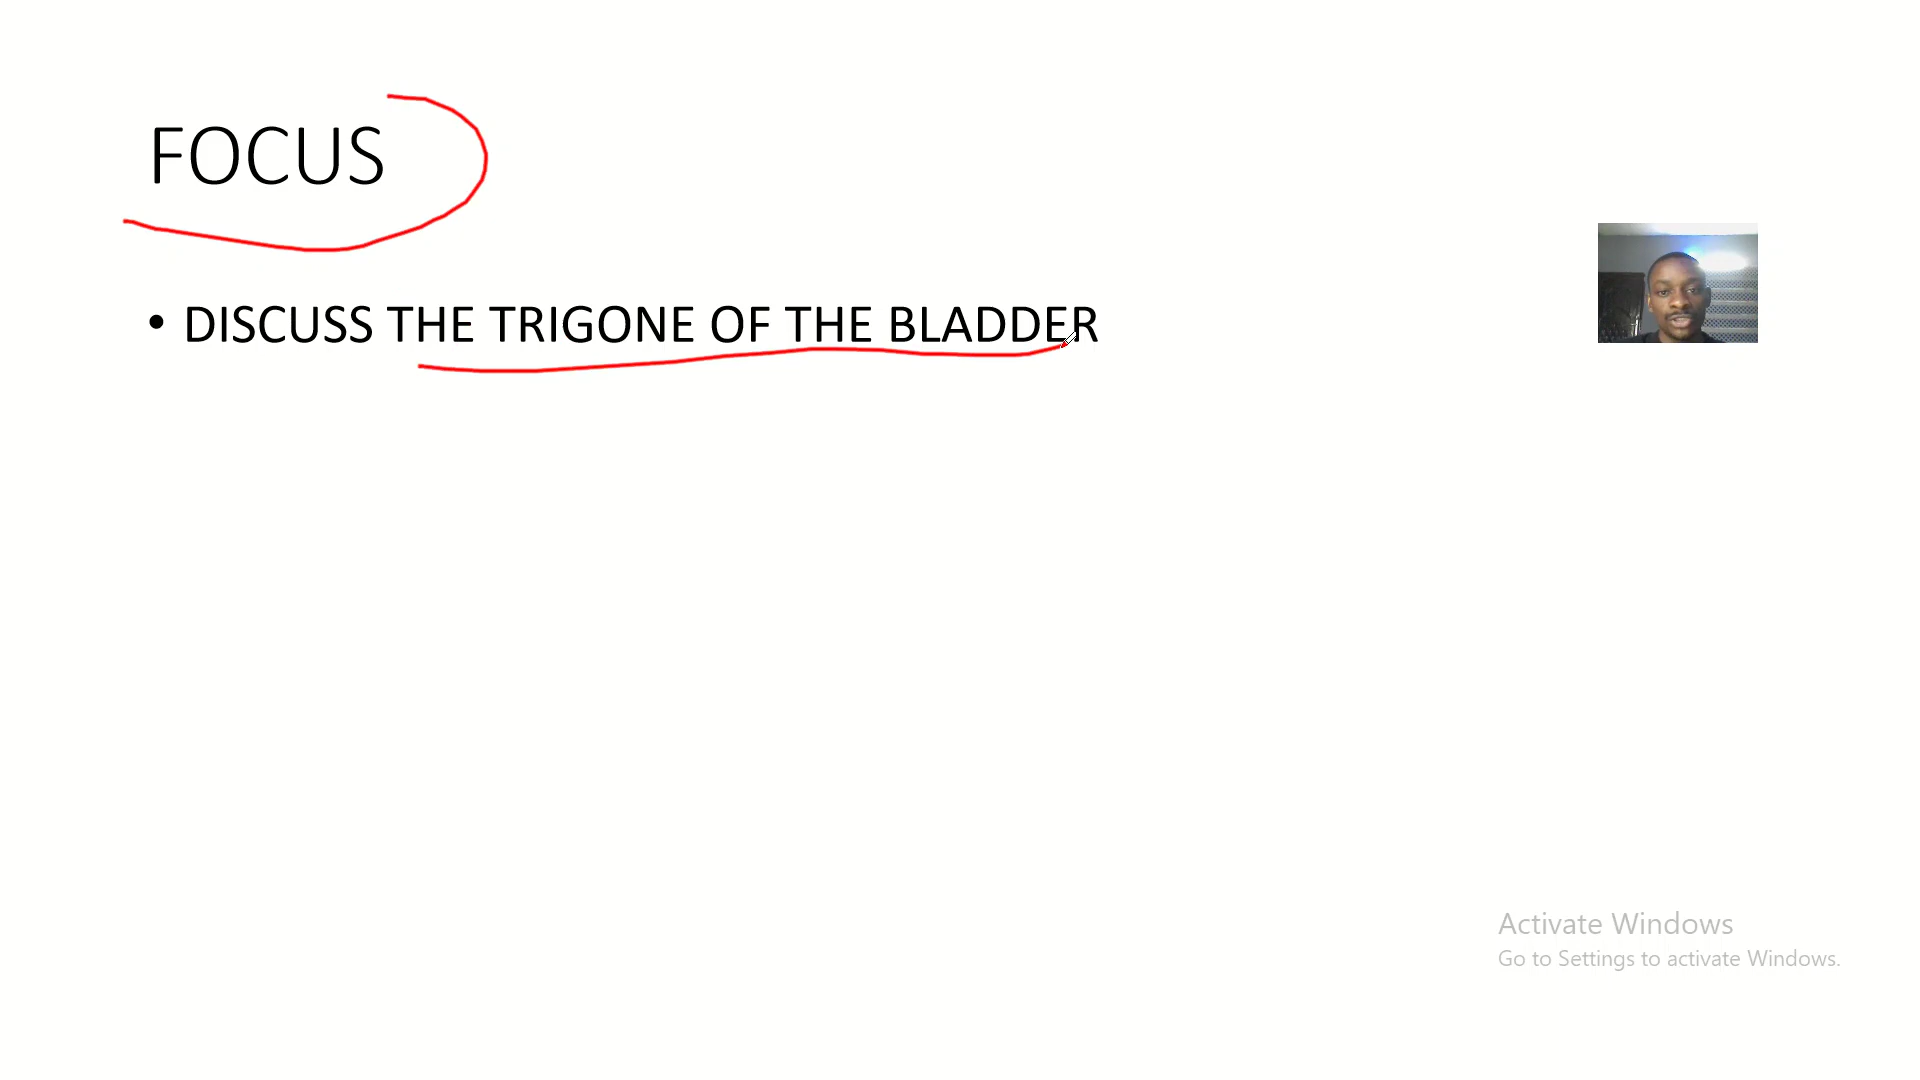 FOCUS
• DISCUSS THE TRIGONE OF THE BLADDER
Activate Windows
Go to Settings to activate Windows.